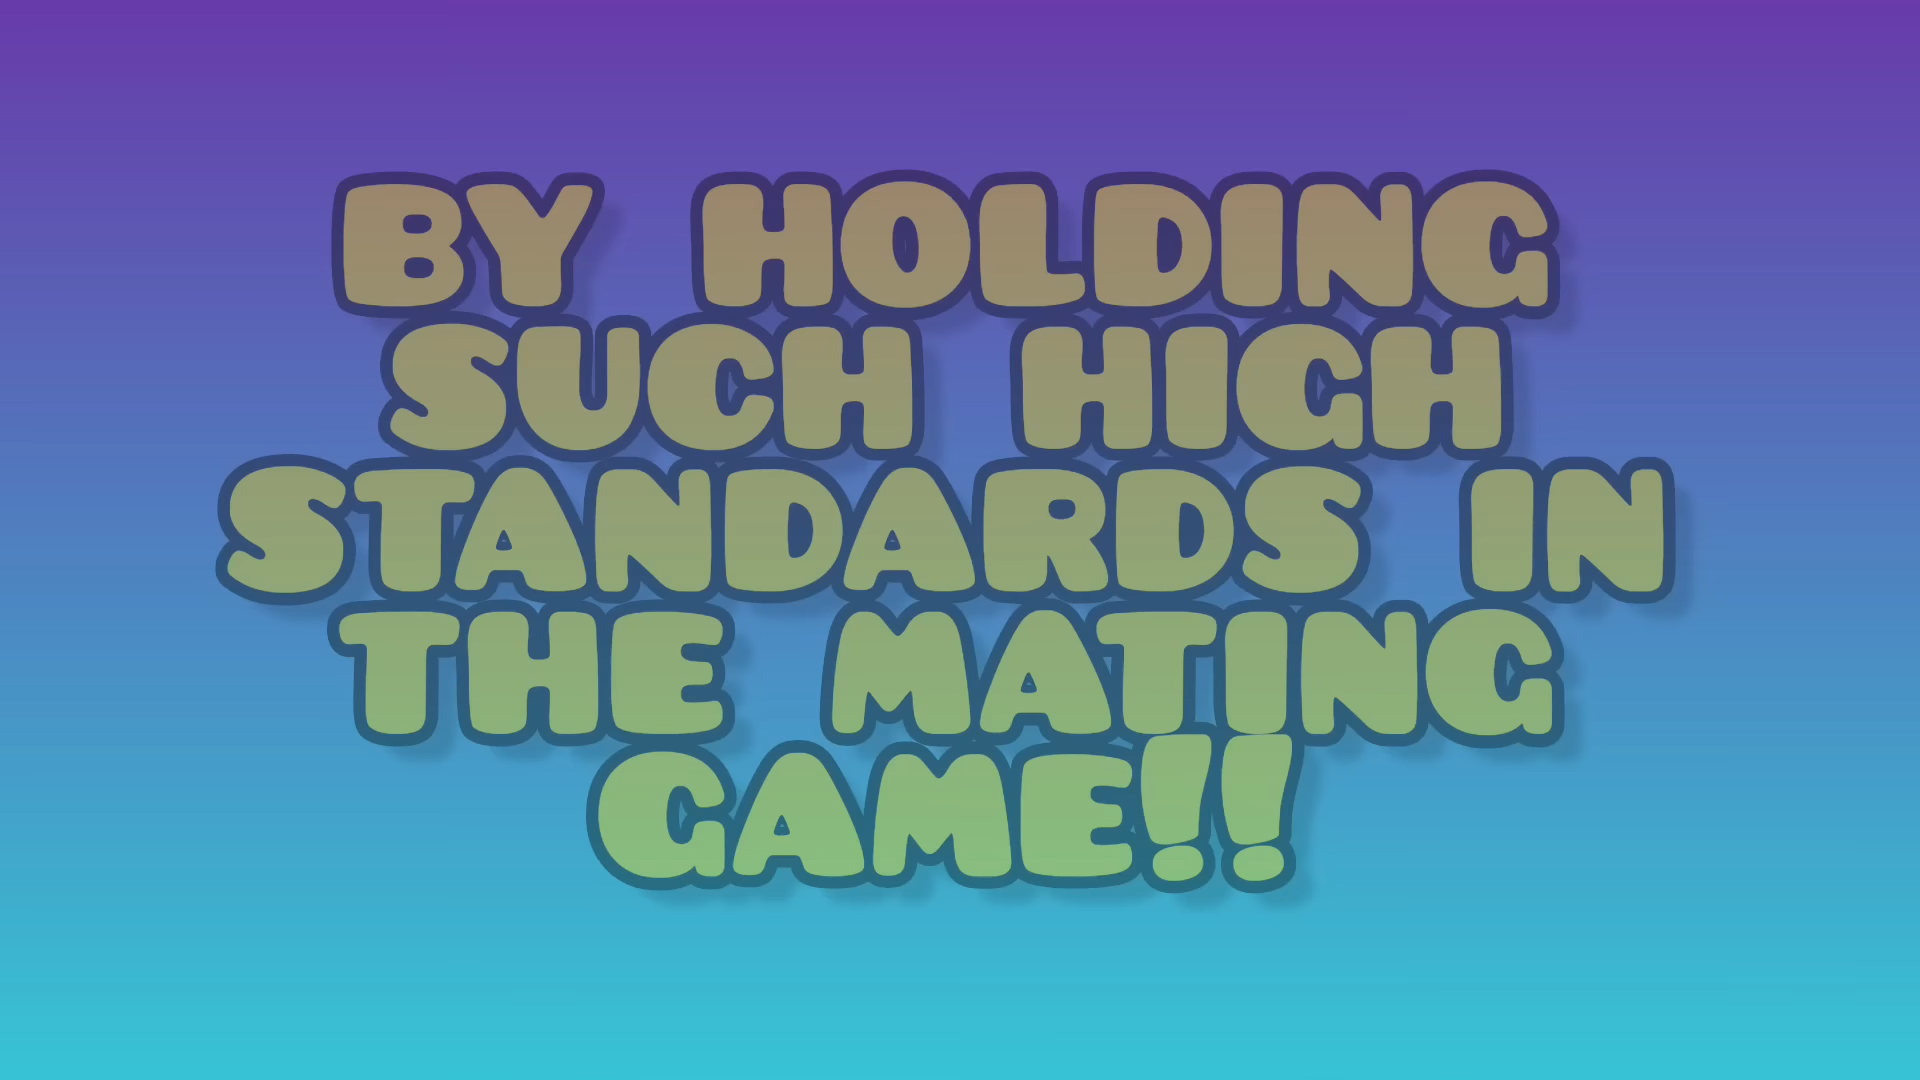 BY HOLDING
SUCH HIGH
STANDARDS IN
THE MATING
GAME!!